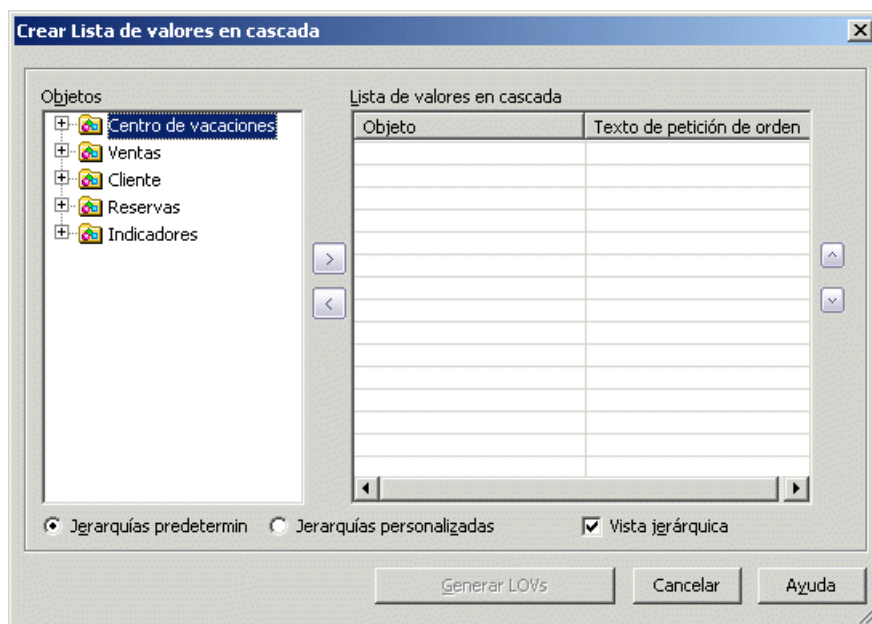 Crear Lista de valores en cascada
Objetos
Lista de valores en cascada
Centro de vacaciones
Ventas
Cliente
Reservas
Indicadores
Objeto
Texto de petición de orden
Jerarquías predetermin
Jerarquías personalizadas
Vista jerárquica
Generar LOVs
Cancelar
Ayuda